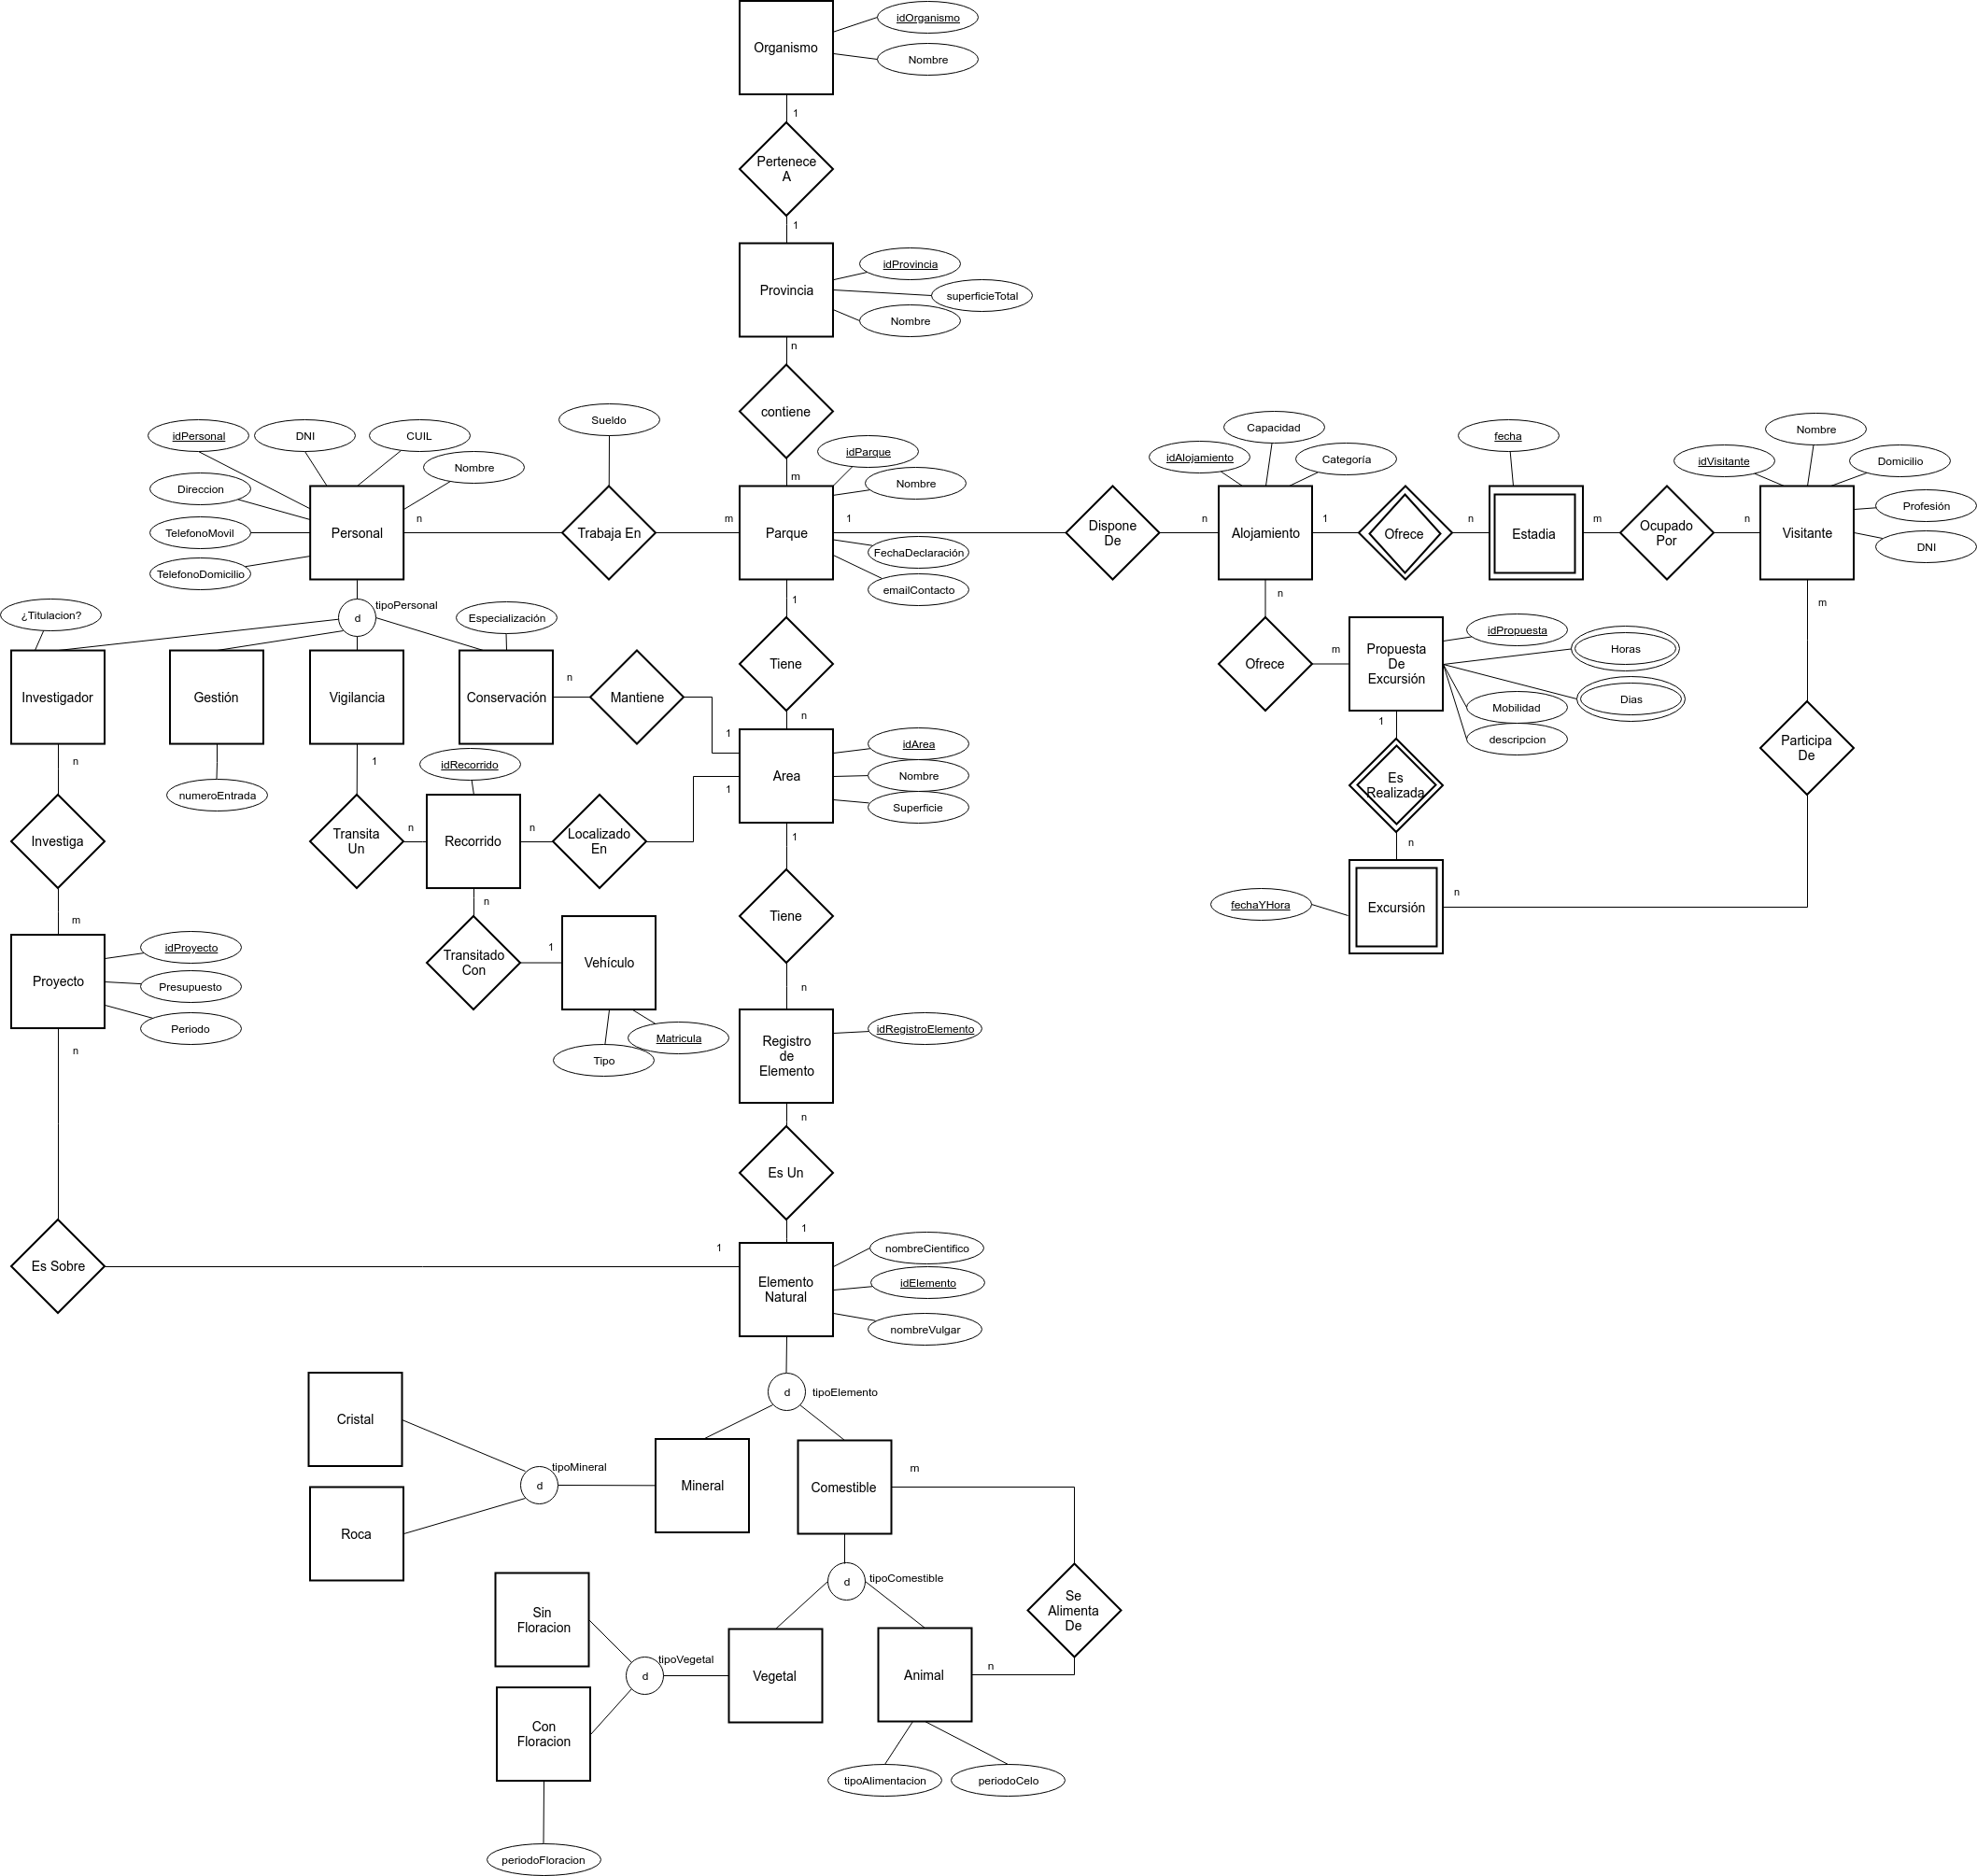 idOrganismo
Organismo
Nombre
1
Pertenece
A
1
idProvincia
Provincia
superficieTotal
Nombre
n
contiene
m
Sueldo
idPersonal
DNI
CUIL
Nombre
Direccion
TelefonoMovil
TelefonoDomicilio
Personal
n
Trabaja En
m
idParque
Nombre
Parque
1
FechaDeclaración
emailContacto
Dispone
De
n
Capacidad
idAlojamiento
Categoría
Alojamiento
1
Ofrece
n
fecha
Estadia
m
Ocupado
Por
n
Nombre
idVisitante
Domicilio
Profesión
DNI
Visitante
m
n
Ofrece
m
Propuesta
De
Excursión
idPropuesta
Horas
Dias
Mobilidad
descripcion
1
Es
Realizada
n
Excursión
fechaYHora
n
Participa
De
tipoPersonal
d
¿Titulacion?
Especialización
Investigador
Gestión
Vigilancia
Conservación
n
Mantiene
1
1
Tiene
n
idArea
Area
Nombre
Superficie
1
numeroEntrada
n
Investiga
m
1
Transita
Un
n
idRecorrido
Recorrido
n
Localizado
En
1
n
Transitado
Con
1
Vehículo
Matricula
Tipo
Tiene
n
Proyecto
idProyecto
Presupuesto
Periodo
n
Registro
de
Elemento
idRegistroElemento
n
Es Un
1
Es Sobre
1
Elemento
Natural
nombreCientifico
idElemento
nombreVulgar
d
tipoElemento
Cristal
Roca
d
tipoMineral
Mineral
Comestible
m
d
tipoComestible
Se
Alimenta
De
n
Sin
Floracion
Con
Floracion
d
tipoVegetal
Vegetal
Animal
tipoAlimentacion
periodoCelo
periodoFloracion